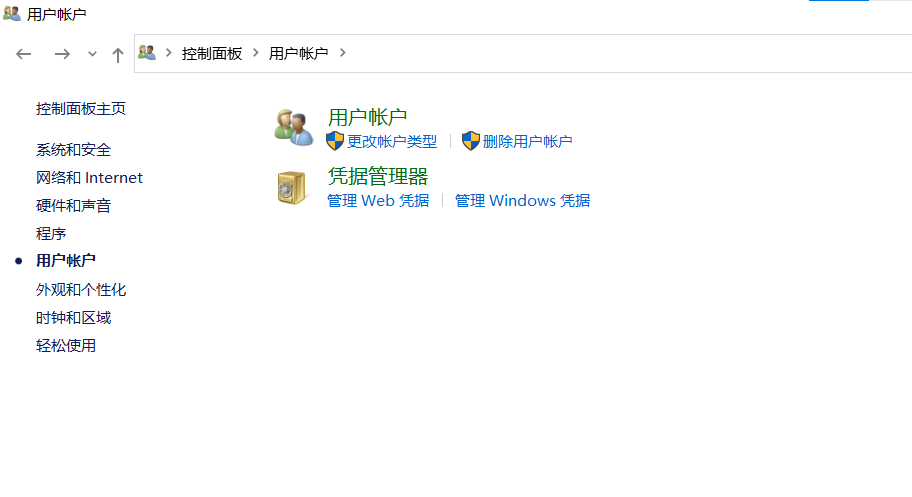 用户帐户
控制面板 用户帐户
控制面板主页
系统和安全
网络和 Internet
硬件和声音
程序
用户帐户
外观和个性化
时钟和区域
轻松使用
用户帐户
更改帐户类型 删除用户帐户
凭据管理器
管理 Web 凭据 管理 Windows 凭据